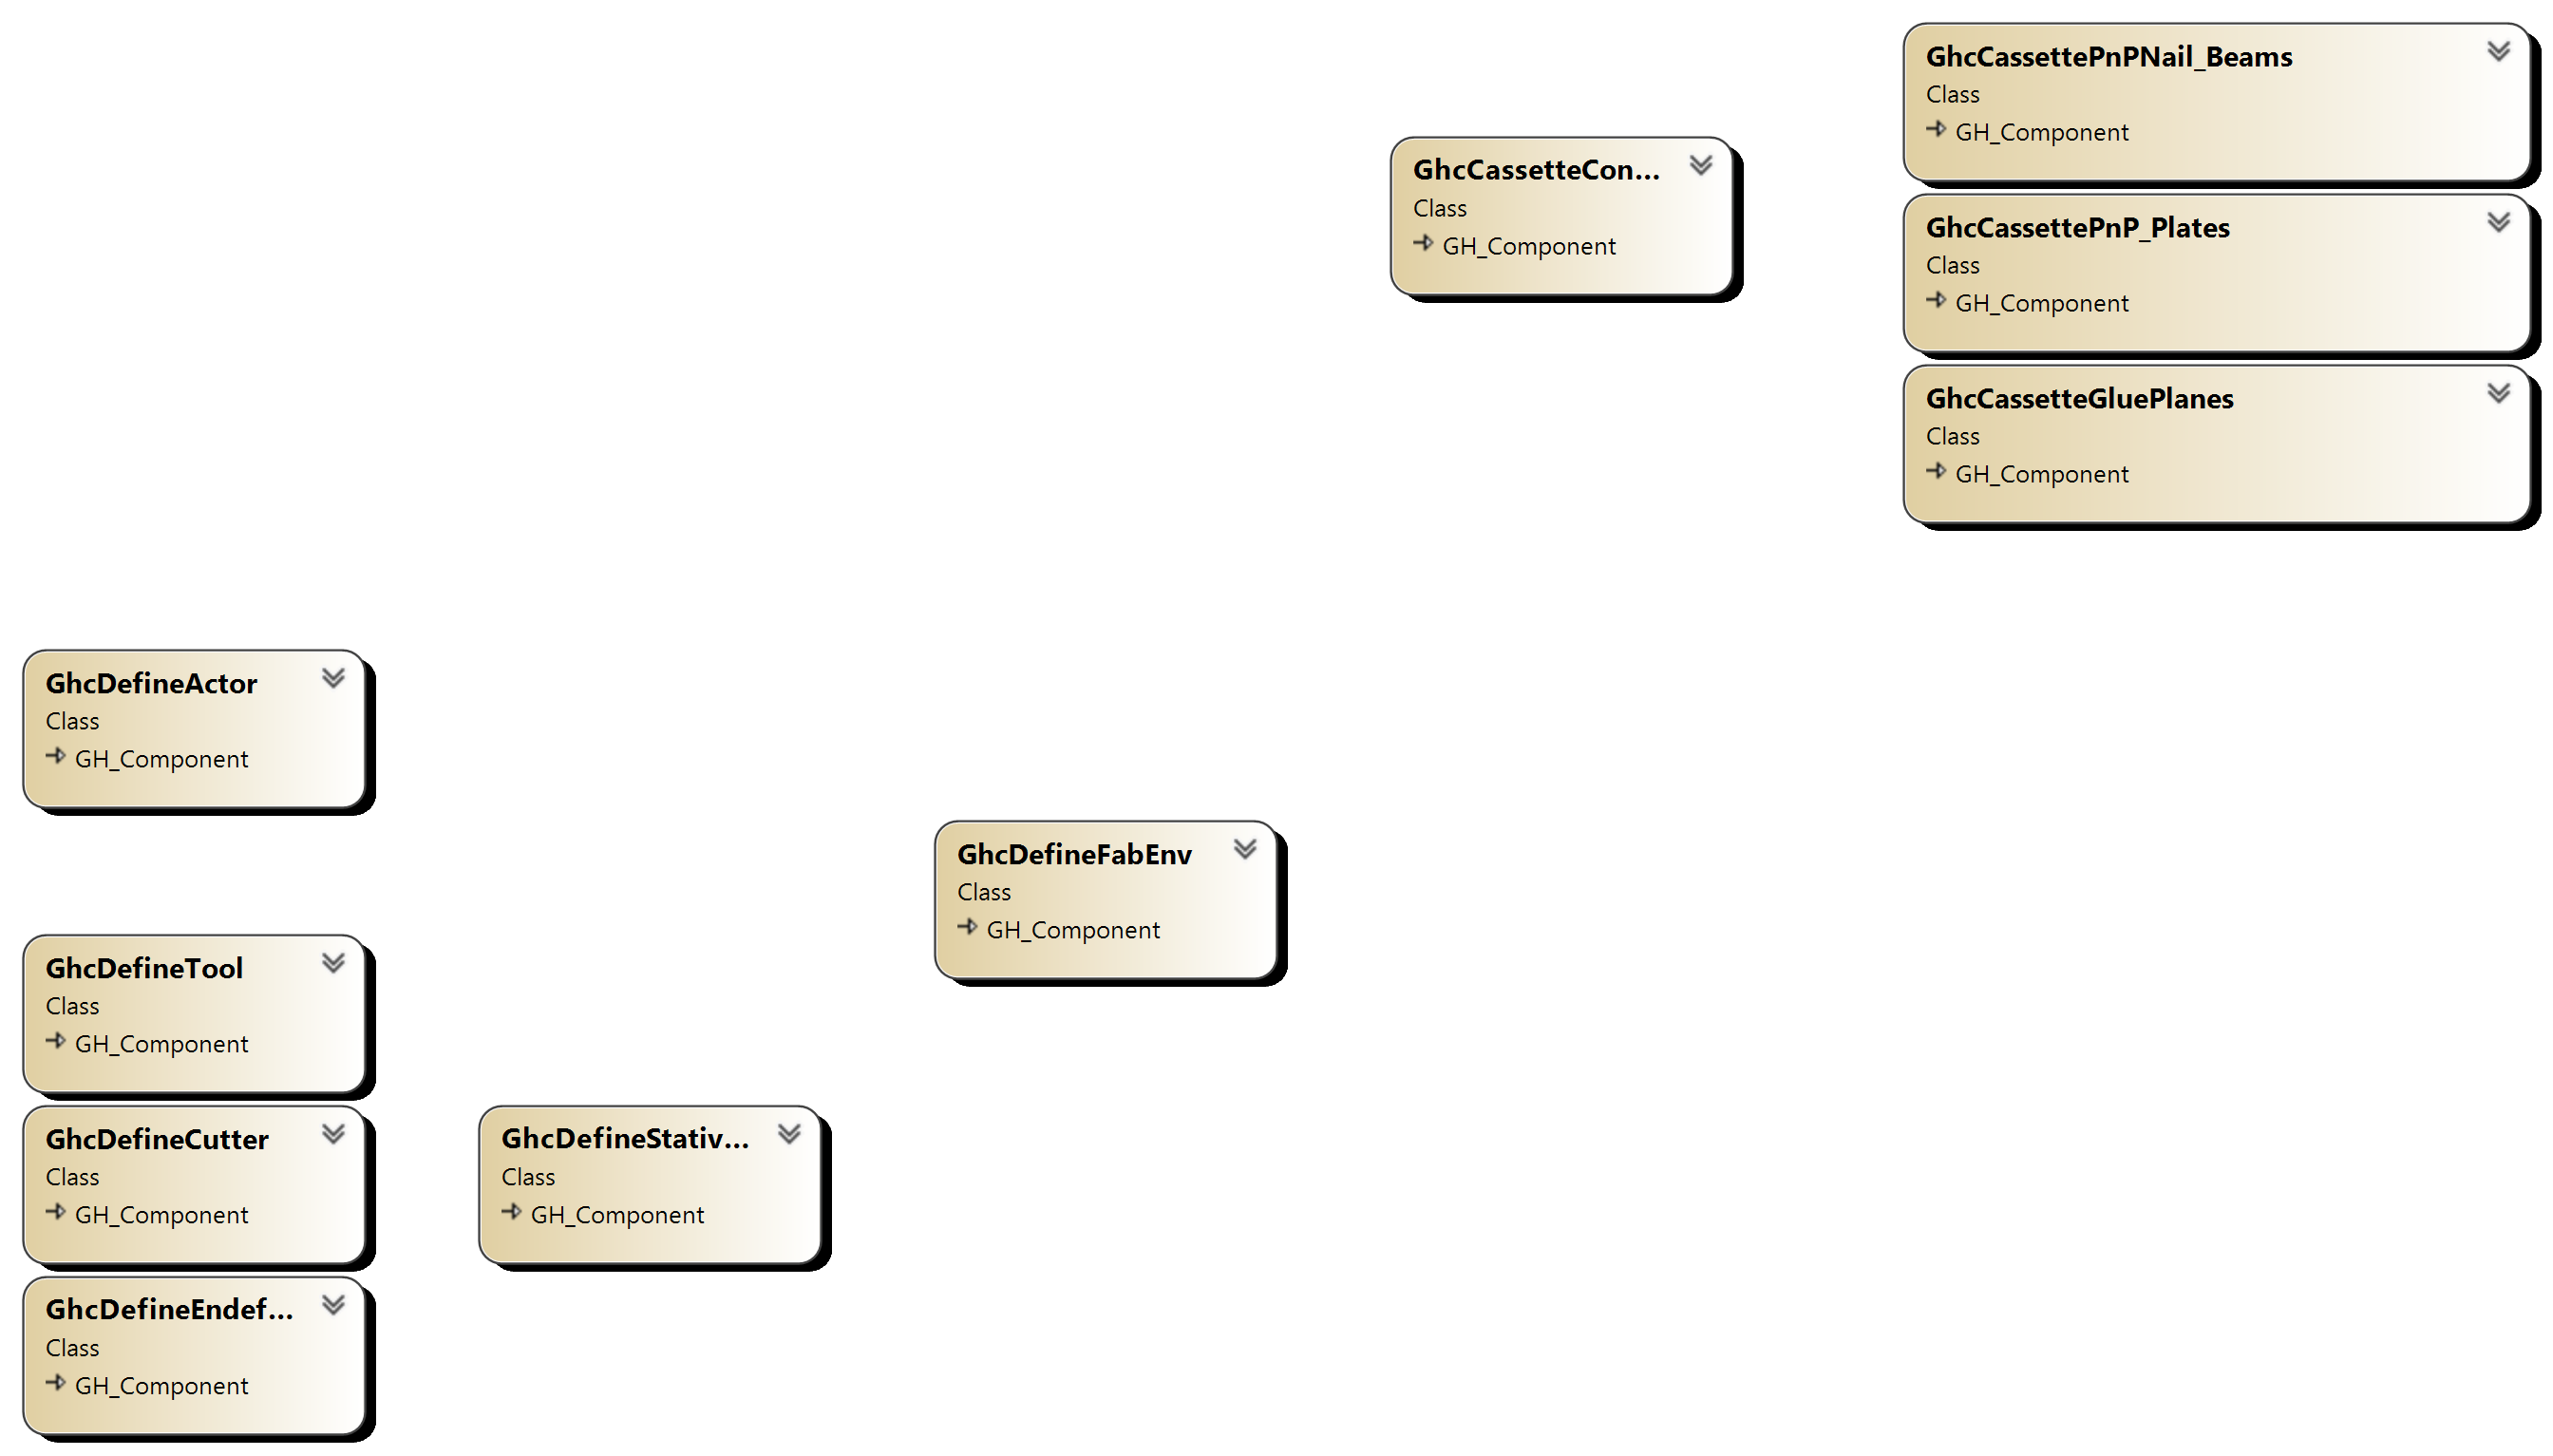 GhcCassettePnPNail_Beams
Class
GH_Component
GhcCassetteCon...
Class
GH_Component
GhcCassettePnP_Plates
Class
GH_Component
GhcCassetteGluePlanes
Class
GH_Component
GhcDefineActor
Class
GH_Component
GhcDefineFabEnv
Class
GH_Component
GhcDefineTool
Class
GH_Component
GhcDefineCutter
Class
GH_Component
GhcDefineStativ...
Class
GH_Component
GhcDefineEndef...
Class
GH_Component